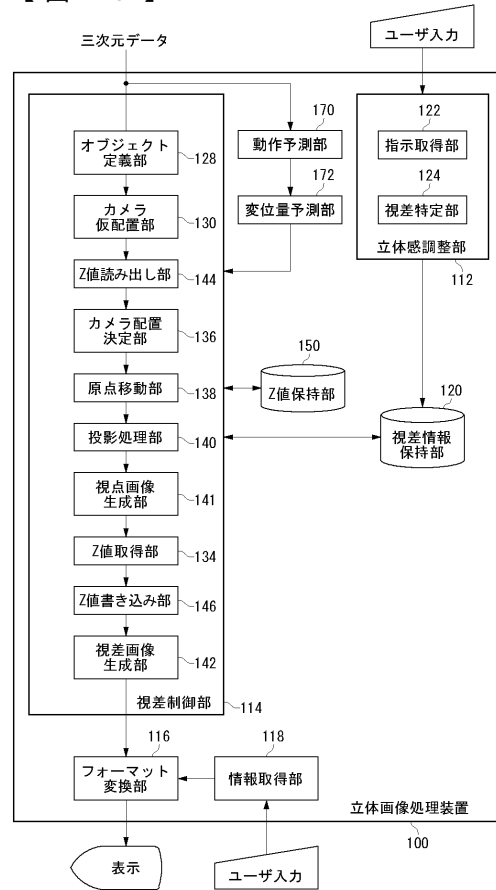 三次元データ
ユーザ入力
オブジェクト
定義部
128
カメラ
仮配置部
130
Z値読み出し部
144
カメラ配置
決定部
136
原点移動部
138
投影処理部
140
視点画像
生成部
141
Z値取得部
134
Z値書き込み部
146
視差画像
生成部
142
視差制御部
114
170
動作予測部
172
変位量予測部
122
指示取得部
124
視差特定部
立体感調整部
112
150
Z値保持部
120
視差情報
保持部
116
フォーマット
変換部
118
情報取得部
立体画像処理装置
100
表示
ユーザ入力